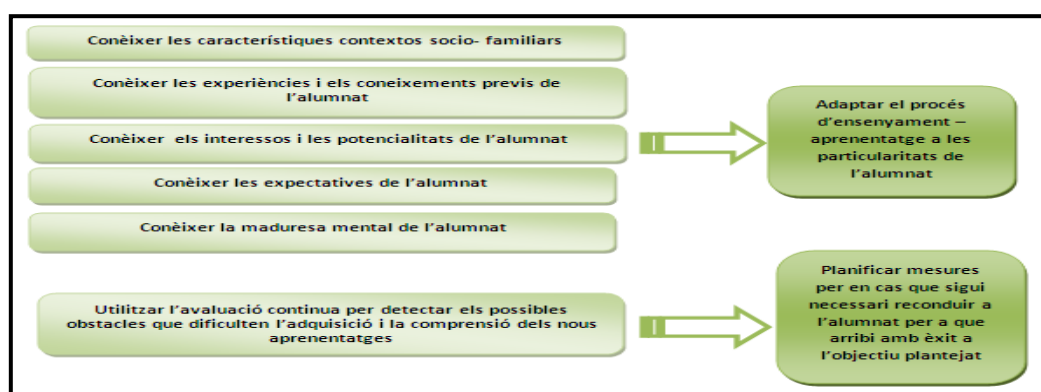 Conèixer les característiques contextos socio- familiars
Conèixer les experiències i els coneixements previs de
l'alumnat
Conèixer els interessos i les potencialitats de l'alumnat
Conèixer les expectatives de l'alumnat
Conèixer la maduresa mental de l'alumnat
Adaptar el procés
d'ensenyament –
aprenentatge a les
particularitats de
l'alumnat
Utilitzar l'avaluació continua per detectar els possibles
obstacles que dificulten l'adquisició i la comprensió dels nous
aprenentatges
Planificar mesures
per en cas que sigui
necessari reconduir a
l'alumnat per a que
arribi amb èxit a
l'objectiu plantejat